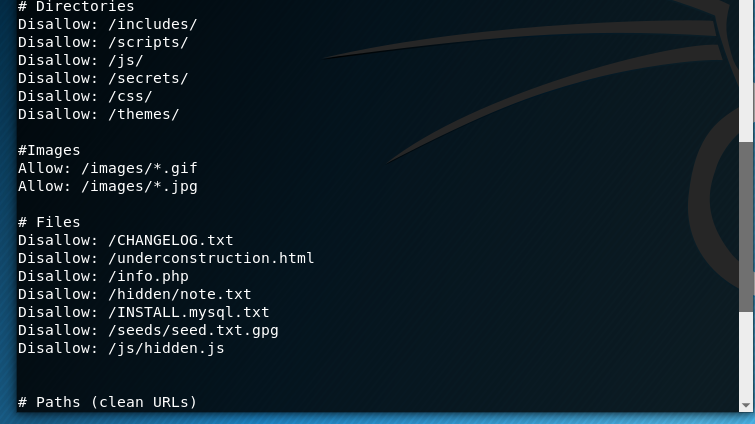 # Directories
Disallow: /includes/
Disallow: /scripts/
Disallow: /js/
Disallow: /secrets/
Disallow: /css/
Disallow: /themes/
#Images
Allow: /images/*.gif
Allow: /images/*.jpg
# Files
Disallow: /CHANGELOG.txt
Disallow: /underconstruction.html
Disallow: /info.php
Disallow: /hidden/note.txt
Disallow: /INSTALL.mysql.txt
Disallow: /seeds/seed.txt.gpg
Disallow: /js/hidden.js
# Paths (clean URLs)